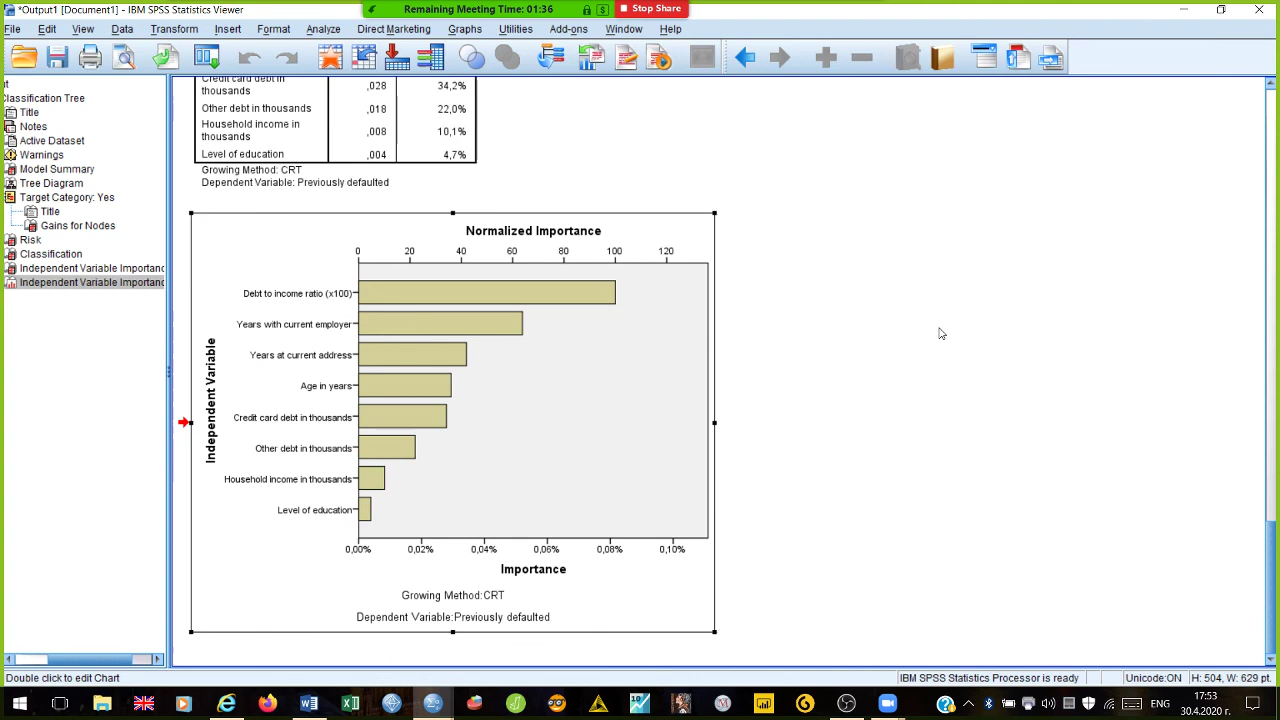 *Output1 [Document1] - IBM SPSS Statistics Viewer
Remaining Meeting Time: 01:36
Stop Share
File Edit View Data Transform Insert Format Analyze Direct Marketing Graphs Utilities Add-ons Window Help
Classification Tree
Title
Notes
Active Dataset
Warnings
Model Summary
Tree Diagram
Target Category: Yes
Title
Gains for Nodes
Risk
Classification
Independent Variable Importanc
Independent Variable Importanc
Credit card debt in thousands ,028 34,2%
Other debt in thousands ,018 22,0%
Household income in thousands ,008 10,1%
Level of education ,004 4,7%
Growing Method: CRT
Dependent Variable: Previously defaulted
Normalized Importance
0 20 40 60 80 100 120
Independent Variable
Debt to income ratio (x100)
Years with current employer
Years at current address
Age in years
Credit card debt in thousands
Other debt in thousands
Household income in thousands
Level of education
0,00% 0,02% 0,04% 0,06% 0,08% 0,10%
Importance
Growing Method:CRT
Dependent Variable:Previously defaulted
Double click to edit Chart
IBM SPSS Statistics Processor is ready
Unicode:ON H: 504, W: 629 pt.
17.53
30.4.2020 г.